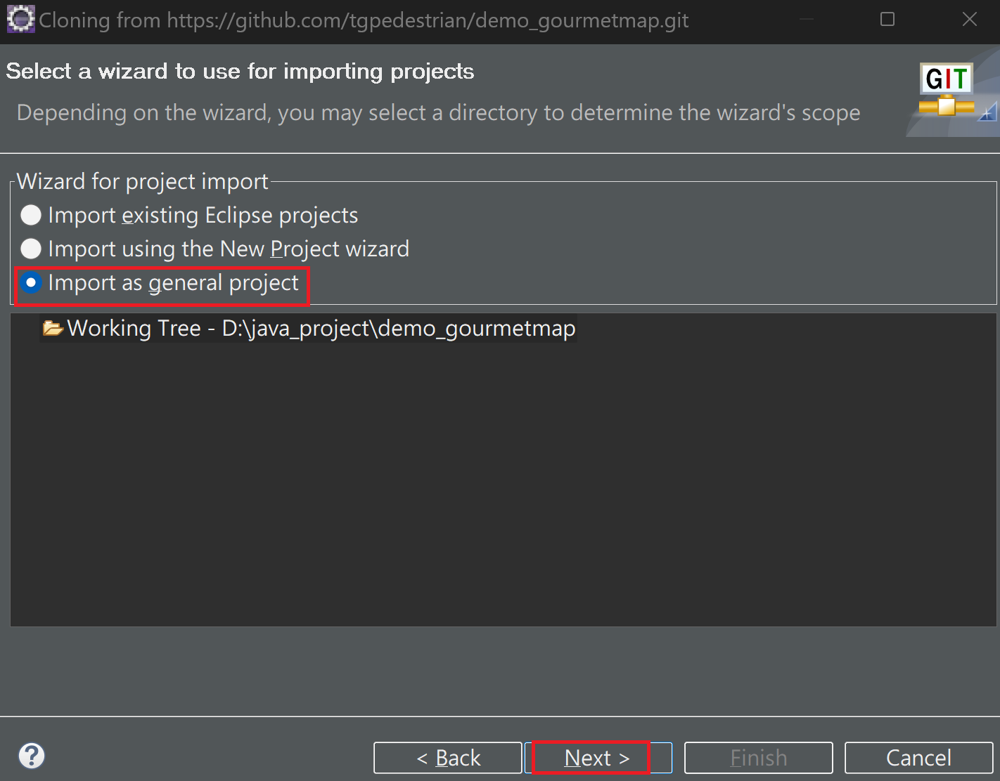 Cloning from https://github.com/tgpedestrian/demo_gourmetmap.git
Select a wizard to use for importing projects
GIT
Depending on the wizard, you may select a directory to determine the wizard's scope
Wizard for project import
Import existing Eclipse projects
Import using the New Project wizard
Import as general project
Working Tree - D:\java_project\demo_gourmetmap
?
< Back
Next >
Finish
Cancel